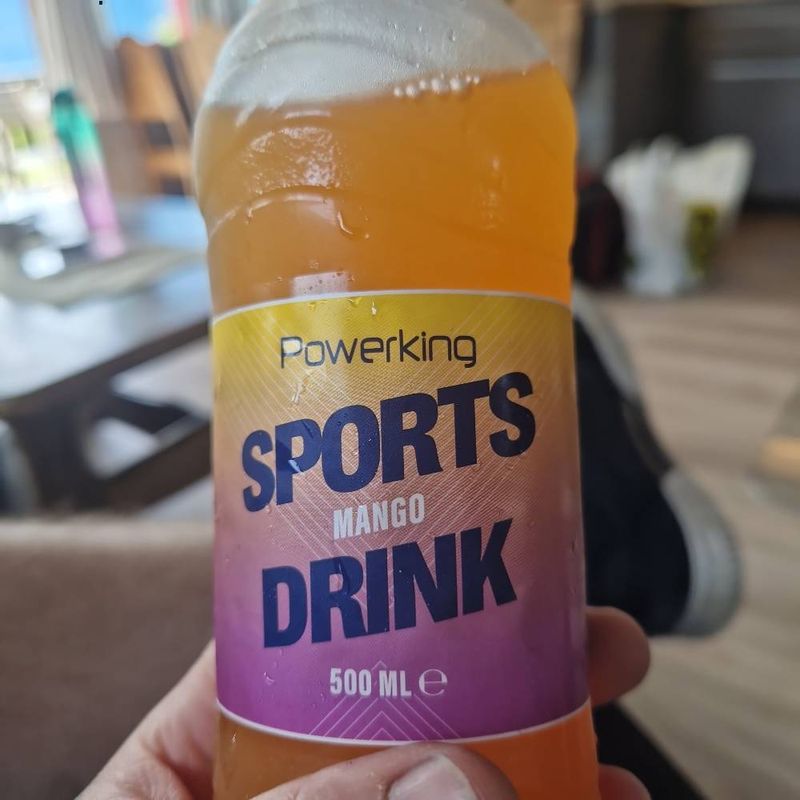 Powerking
SPORTS
MANGO
DRINK
500 ML ℮